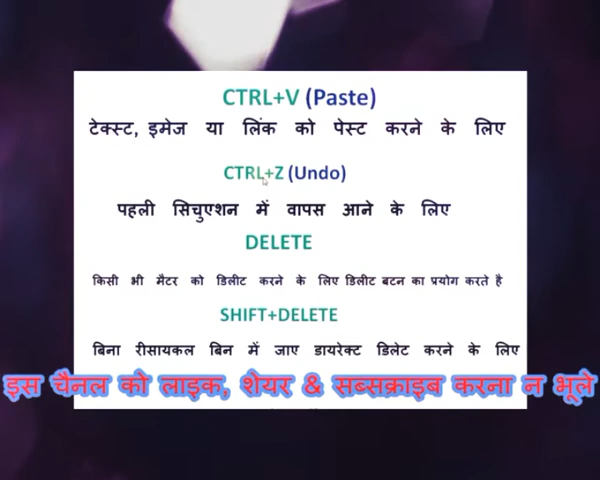 CTRL+V (Paste)
टेक्स्ट, इमेज या लिंक को पेस्ट करने के लिए
CTRL+Z (Undo)
पहली सिचुएशन में वापस आने के लिए
DELETE
किसी भी मैटर को डिलीट करने के लिए डिलीट बटन का प्रयोग करते है
SHIFT+DELETE
बिना रीसायकल बिन में जाए डायरेक्ट डिलेट करने के लिए
इस चैनल को लाइक, शेयर & सब्सक्राइब करना न भूले